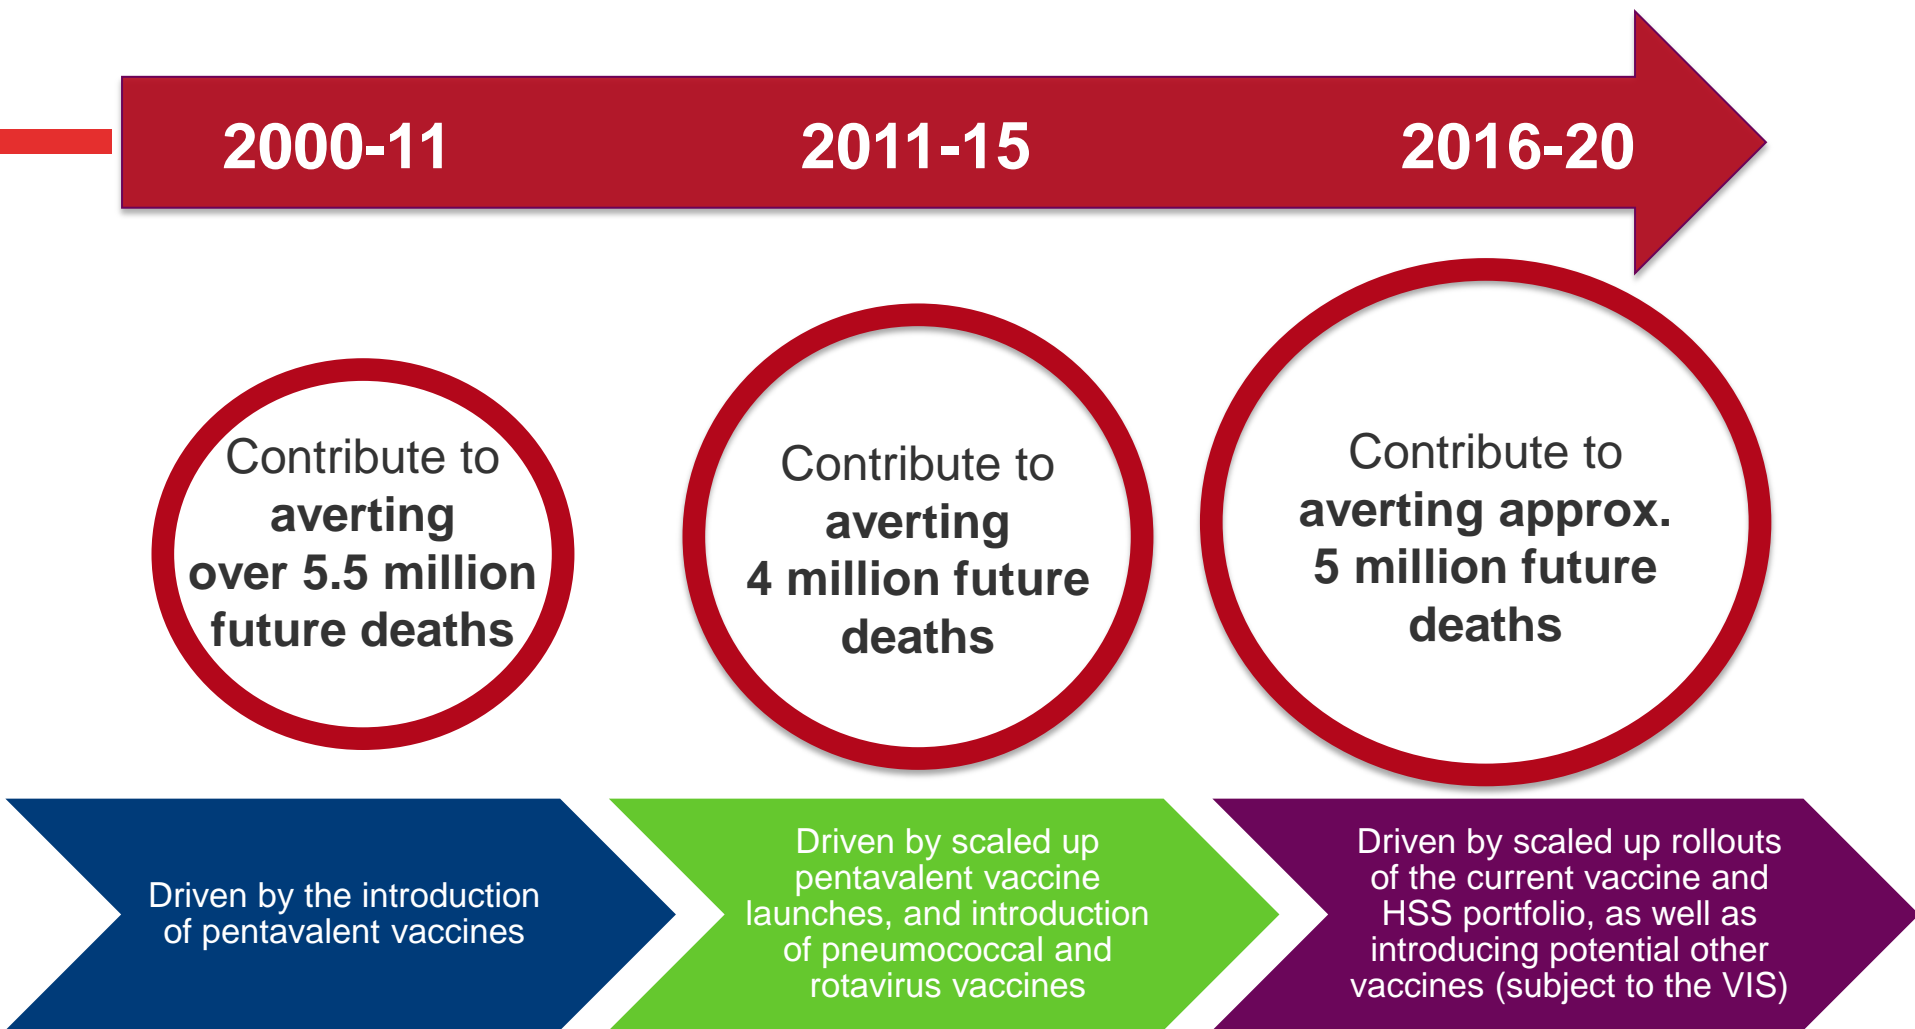 2000-11
2011-15
2016-20
Contribute to
averting
over 5.5 million
future deaths
Contribute to
averting
4 million future
deaths
Contribute to
averting approx.
5 million future
deaths
Driven by the introduction
of pentavalent vaccines
Driven by scaled up
pentavalent vaccine
launches, and introduction
of pneumococcal and
rotavirus vaccines
Driven by scaled up rollouts
of the current vaccine and
HSS portfolio, as well as
introducing potential other
vaccines (subject to the VIS)